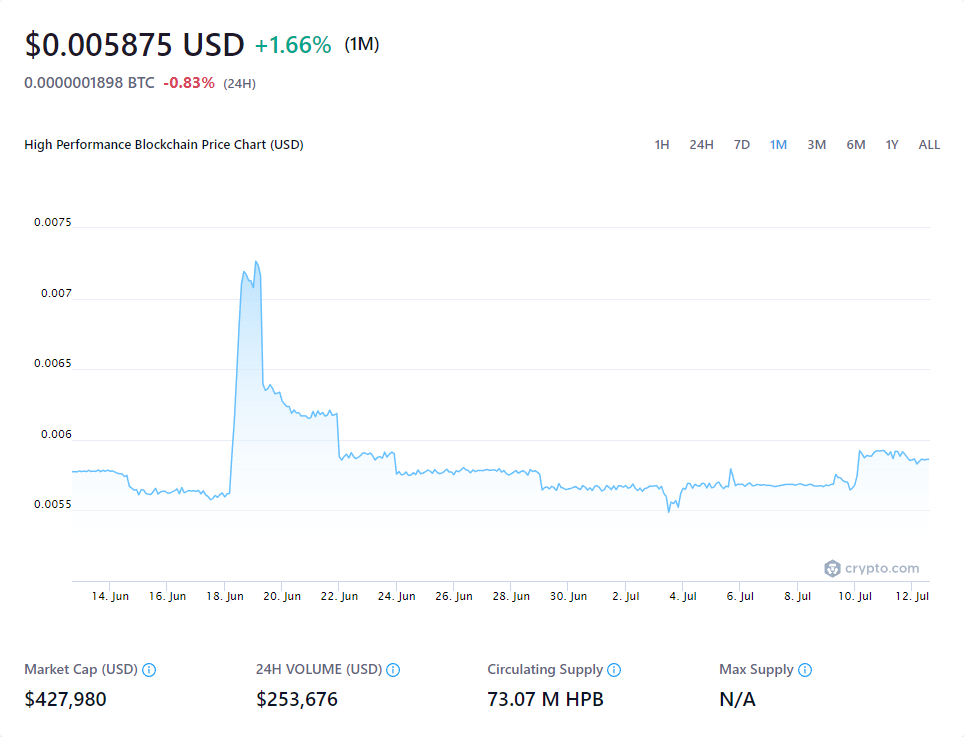 $0.005875 USD +1.66% (1M)
0.0000001898 BTC -0.83% (24H)
High Performance Blockchain Price Chart (USD) 1H 24H 7D 1M 3M 6M 1Y ALL
0.0075
0.007
0.0065
0.006
0.0055
crypto.com
14. Jun 16. Jun 18. Jun 20. Jun 22. Jun 24. Jun 26. Jun 28. Jun 30. Jun 2. Jul 4. Jul 6. Jul 8. Jul 10. Jul 12. Jul
Market Cap (USD) 24H VOLUME (USD) Circulating Supply Max Supply
$427,980 $253,676 73.07 M HPB N/A